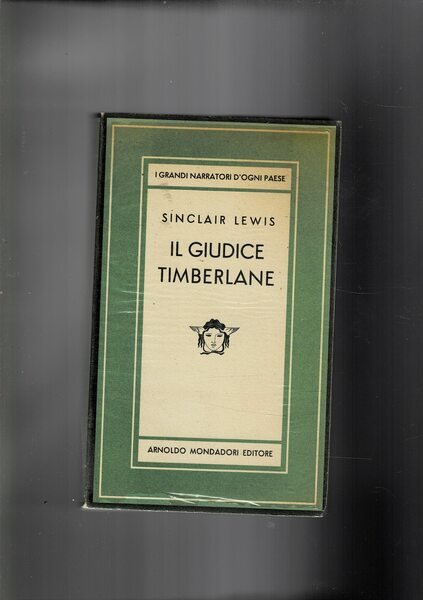 I GRANDI NARRATORI D'OGNI PAESE
SINCLAIR LEWIS
IL GIUDICE
TIMBERLANE
ARNOLDO MONDADORI EDITORE